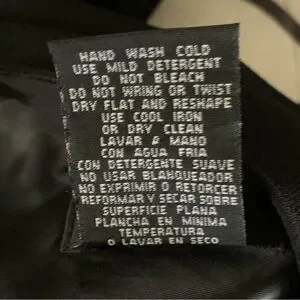 HAND WASH COLD
USE MILD DETERGENT
DO NOT BLEACH
DO NOT WRING OR TWIST
DRY FLAT AND RESHAPE
USE COOL IRON
OR DRY CLEAN
LAVAR A MANO
CON AGUA FRIA
CON DETERGENTE SUAVE
NO USAR BLANQUEADOR
NO EXPRIMIR O RETORCER
REFORMAR Y SECAR SOBRE
SUPERFICIE PLANA
PLANCHA EN MINIMA
TEMPERATURA
O LAVAR EN SECO